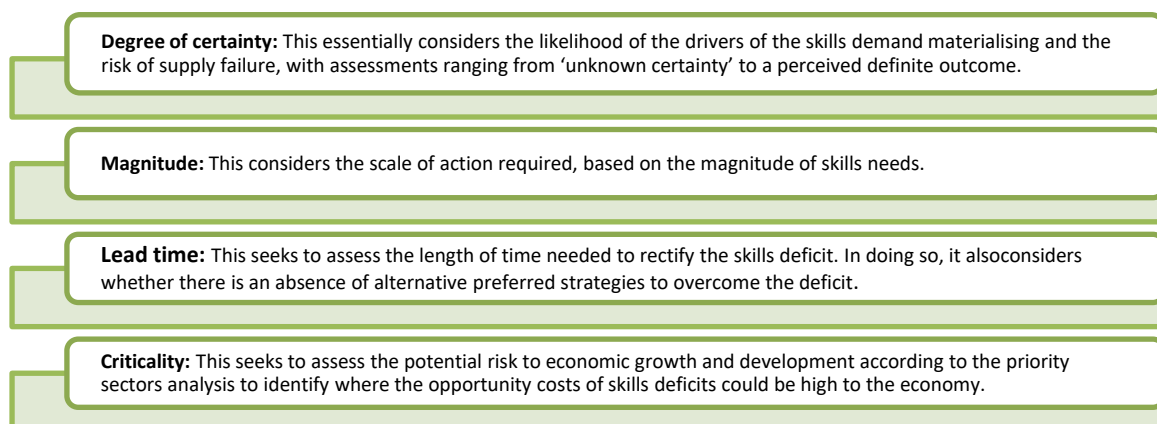 Degree of certainty: This essentially considers the likelihood of the drivers of the skills demand materialising and the
risk of supply failure, with assessments ranging from ‘unknown certainty’ to a perceived definite outcome.
Magnitude: This considers the scale of action required, based on the magnitude of skills needs.
Lead time: This seeks to assess the length of time needed to rectify the skills deficit. In doing so, it alsoconsiders
whether there is an absence of alternative preferred strategies to overcome the deficit.
Criticality: This seeks to assess the potential risk to economic growth and development according to the priority
sectors analysis to identify where the opportunity costs of skills deficits could be high to the economy.